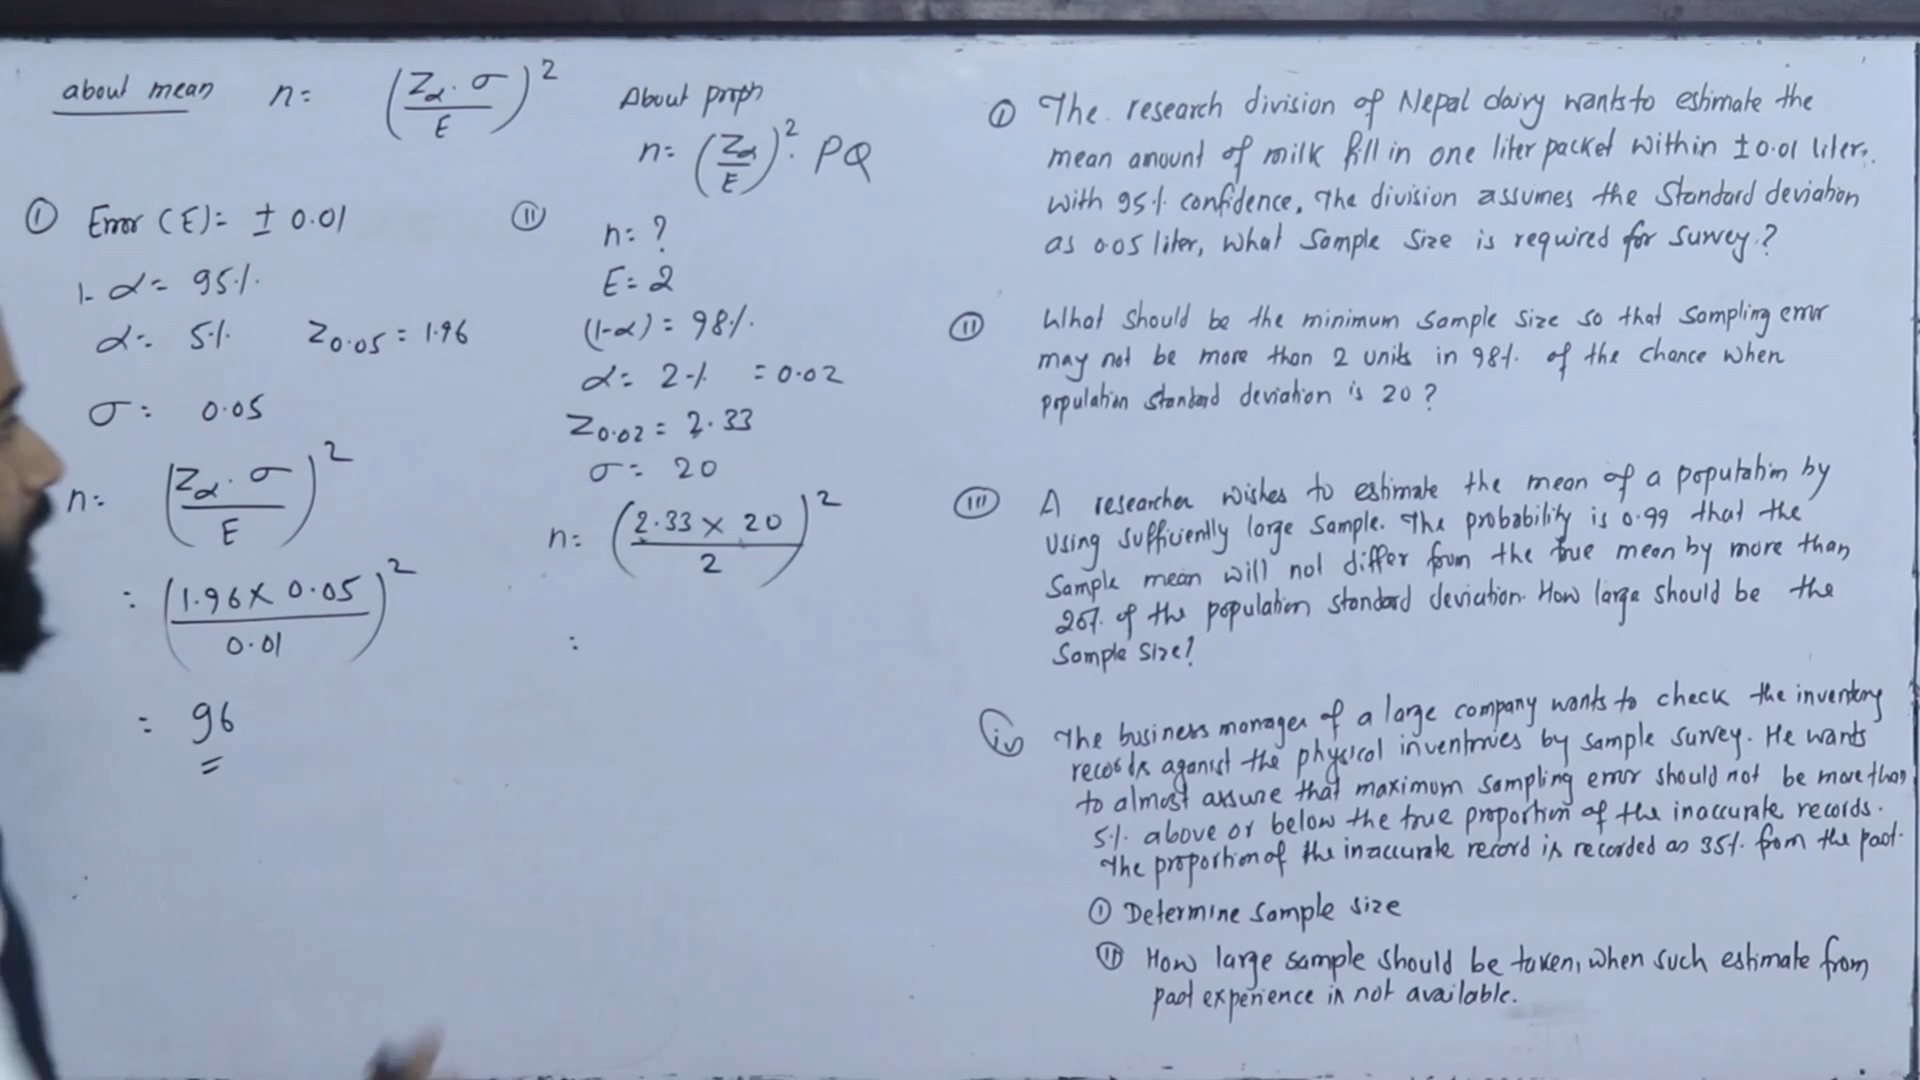 about mean n= (Zα . σ / E)²
About proph
n= (Zα / E)² . PQ
① Error (E)= ± 0.01
1- α= 95%.
α= 5%. Z0.05 = 1.96
σ= 0.05
n= (Zα . σ / E)²
= (1.96 × 0.05 / 0.01)²
= 96
ⓘⓘ n= ?
E= 2
(1-α) = 98%.
α= 2% = 0.02
Z0.02 = 2.33
σ= 20
n= (2.33 × 20 / 2)²
=
① The research division of Nepal dairy wants to estimate the
mean amount of milk fill in one liter packet within ±0.01 liter,
with 95% confidence, The division assumes the Standard deviation
as 0.05 liter, what Sample Size is required for survey?
(II) What should be the minimum sample size so that sampling error
may not be more than 2 units in 98% of the chance when
population standard deviation is 20 ?
(III) A researcher wishes to estimate the mean of a population by
using sufficiently large sample. The probability is 0.99 that the
Sample mean will not differ from the true mean by more than
25% of the population standard deviation. How large should be the
Sample Size?
(iv) The business manager of a large company wants to check the inventory
records against the physical inventories by sample survey. He wants
to almost assure that maximum sampling error should not be more than
5% above or below the true proportion of the inaccurate records.
The proportion of the inaccurate record is recorded as 35% from the past.
① Determine Sample size
(II) How large sample should be taken, when such estimate from
past experience is not available.